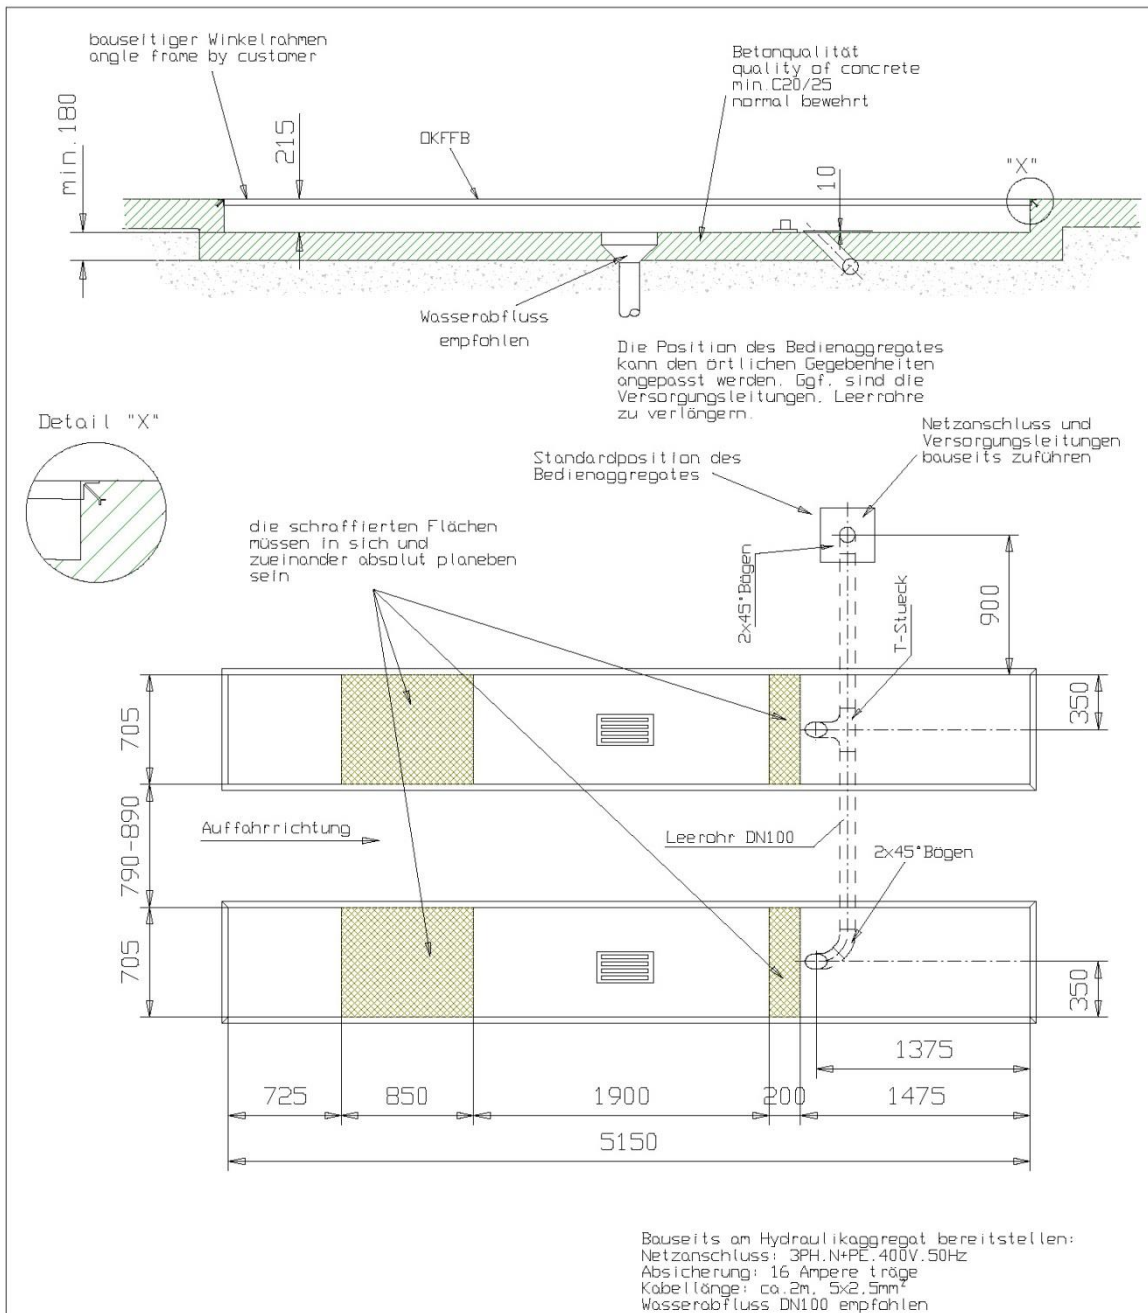 bauseitiger Winkelrahmen
angle frame by customer
Betonqualität
quality of concrete
min.C20/25
normal bewehrt
min.180
215
OKFFB
10
"X"
Wasserabfluss
empfohlen
Die Position des Bedienaggregates
kann den örtlichen Gegebenheiten
angepasst werden. Ggf. sind die
Versorgungsleitungen, Leerrohre
zu verlängern.
Detail "X"
Netzanschluss und
Versorgungsleitungen
bauseits zuführen
Standardposition des
Bedienaggregates
die schraffierten Flächen
müssen in sich und
zueinander absolut planeben
sein
2x45°Bögen
T-Stueck
900
705
350
790-890
Auffahrrichtung
Leerohr DN100
2x45°Bögen
705
350
1375
725
850
1900
200
1475
5150
Bauseits am Hydraulikaggregat bereitstellen:
Netzanschluss: 3PH.N+PE.400V.50Hz
Absicherung: 16 Ampere träge
Kabellänge: ca.2m, 5x2,5mm²
Wasserabfluss DN100 empfohlen